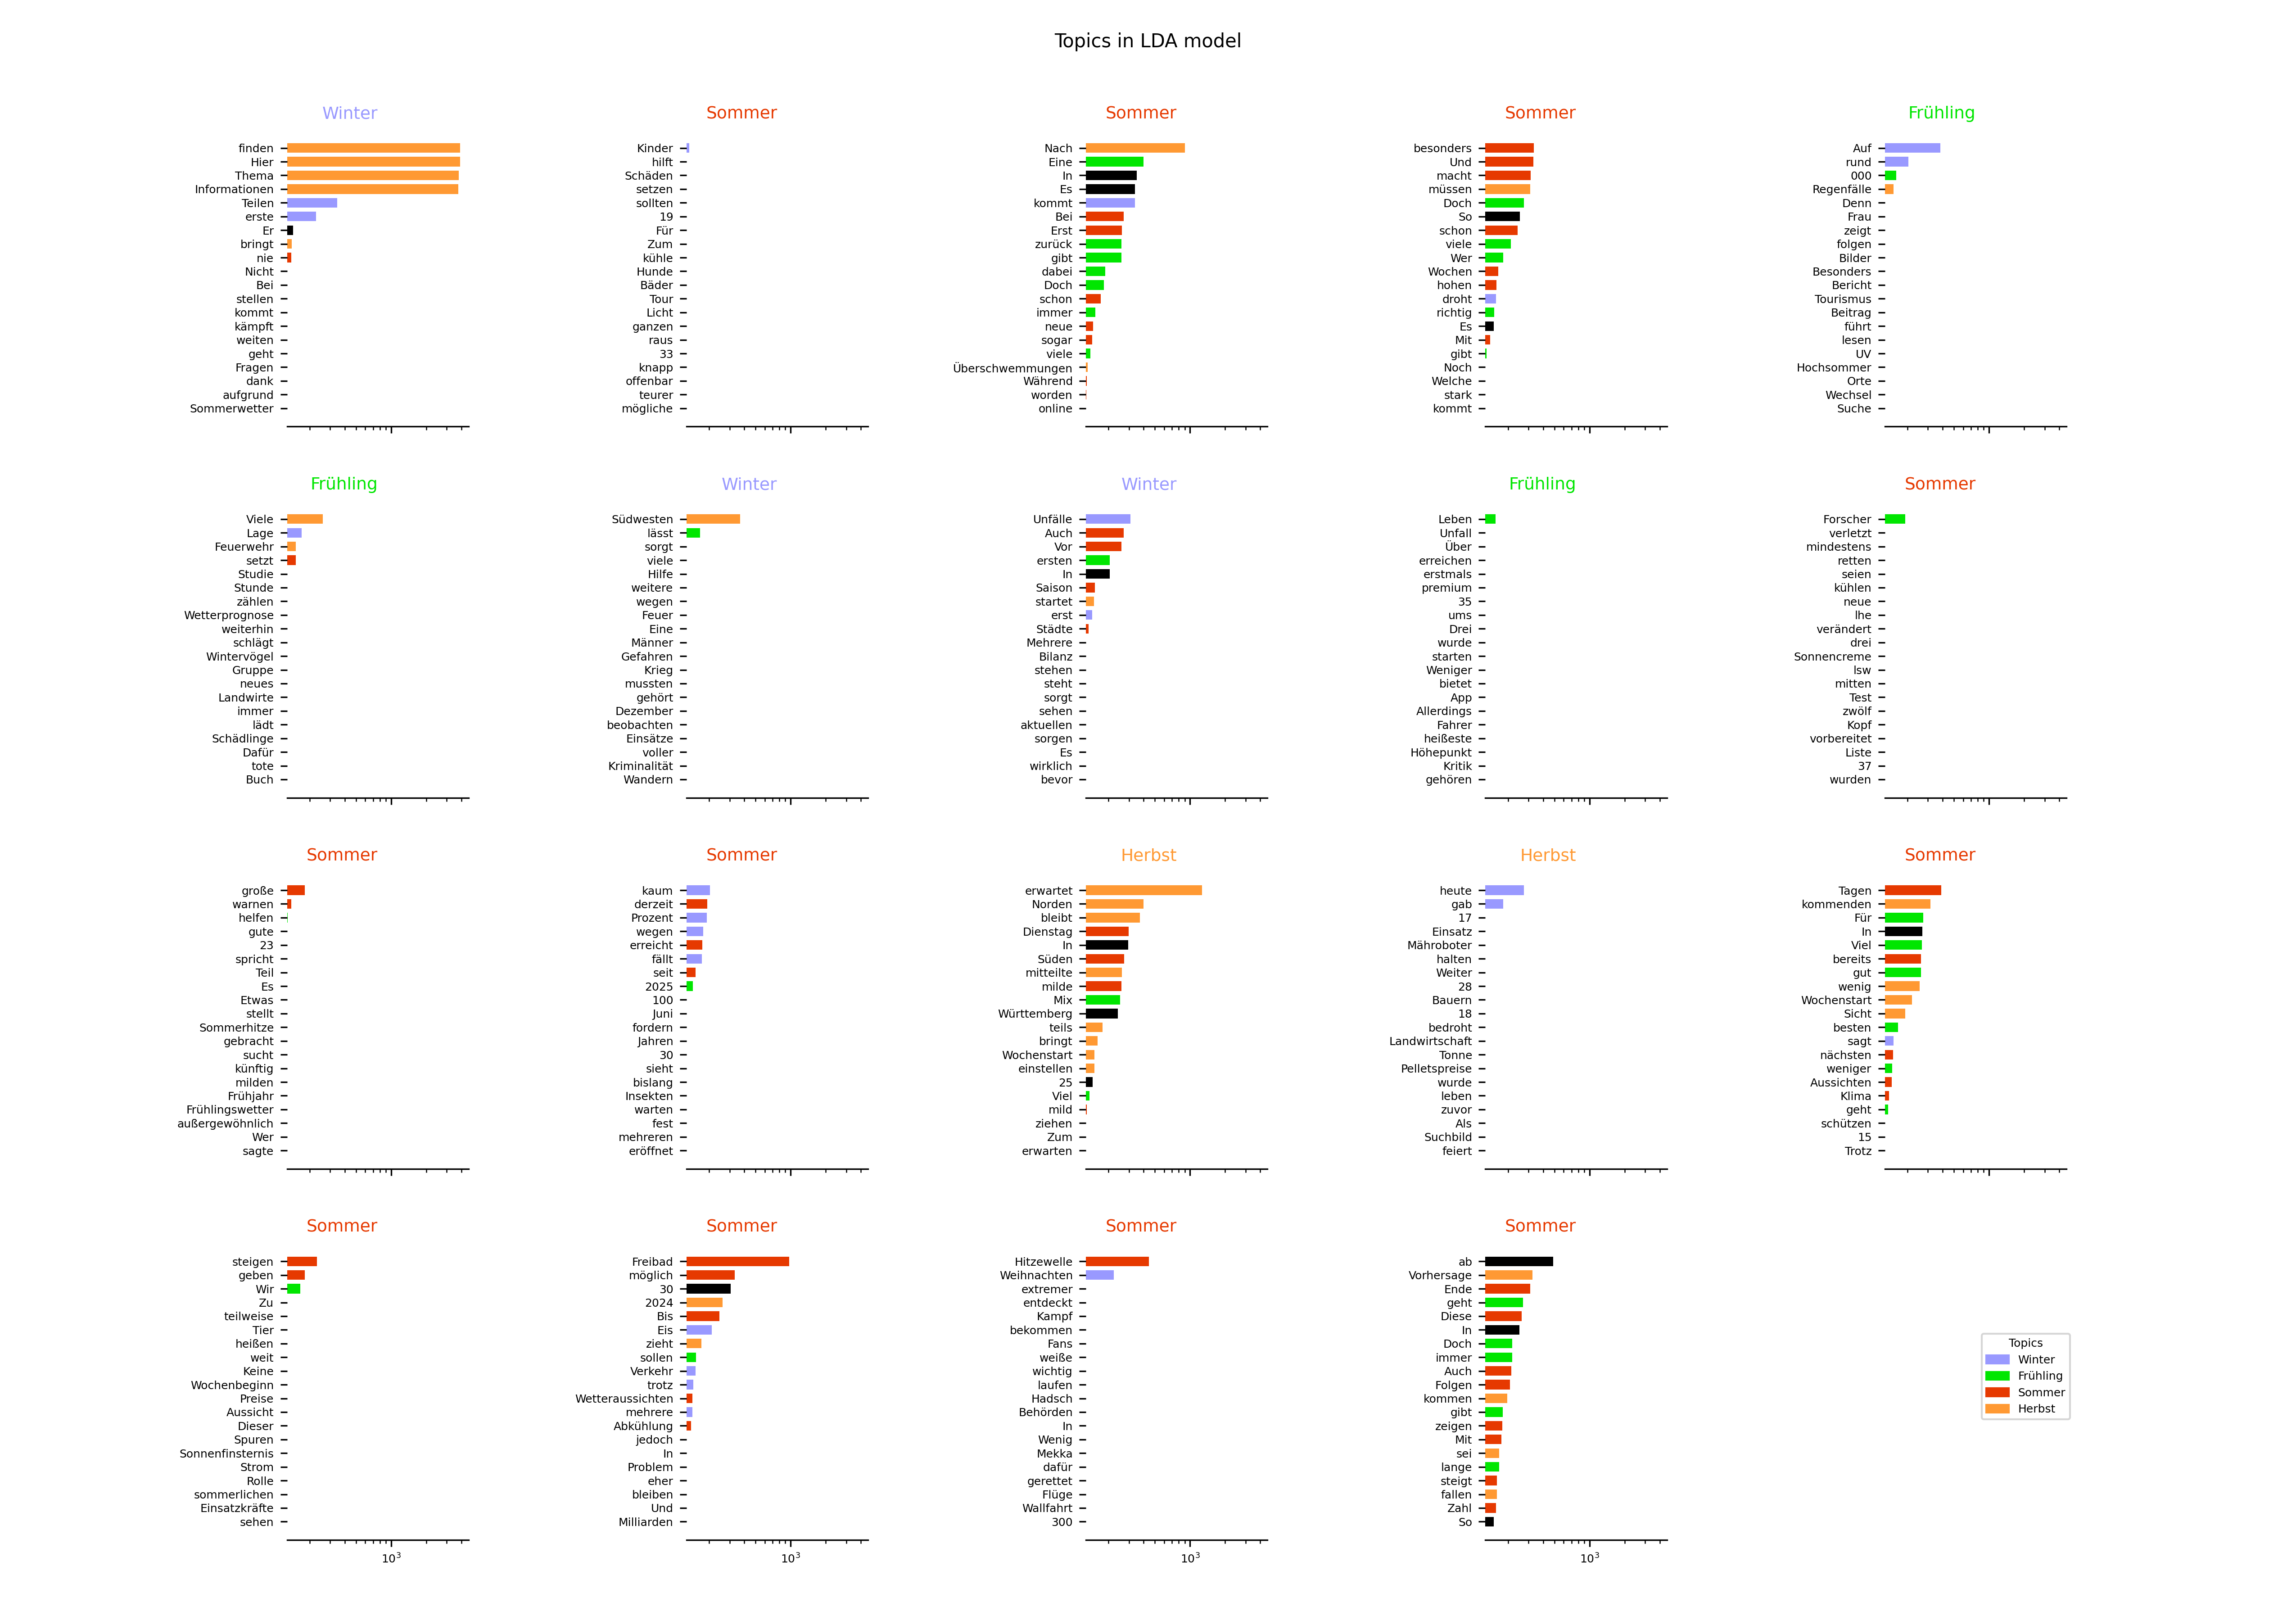 Topics in LDA model
Winter
finden
Hier
Thema
Informationen
Teilen
erste
Er
bringt
nie
Nicht
Bei
stellen
kommt
kämpft
weiten
geht
Fragen
dank
aufgrund
Sommerwetter
Sommer
Kinder
hilft
Schäden
setzen
sollten
19
Für
Zum
kühle
Hunde
Bäder
Tour
Licht
ganzen
raus
33
knapp
offenbar
teurer
mögliche
Sommer
Nach
Eine
In
Es
kommt
Bei
Erst
zurück
gibt
dabei
Doch
schon
immer
neue
sogar
viele
Überschwemmungen
Während
worden
online
Sommer
besonders
Und
macht
müssen
Doch
So
schon
viele
Wer
Wochen
hohen
droht
richtig
Es
Mit
gibt
Noch
Welche
stark
kommt
Frühling
Auf
rund
000
Regenfälle
Denn
Frau
zeigt
folgen
Bilder
Besonders
Bericht
Tourismus
Beitrag
führt
lesen
UV
Hochsommer
Orte
Wechsel
Suche
Frühling
Viele
Lage
Feuerwehr
setzt
Studie
Stunde
zählen
Wetterprognose
weiterhin
schlägt
Wintervögel
Gruppe
neues
Landwirte
immer
lädt
Schädlinge
Dafür
tote
Buch
Winter
Südwesten
lässt
sorgt
viele
Hilfe
weitere
wegen
Feuer
Eine
Männer
Gefahren
Krieg
mussten
gehört
Dezember
beobachten
Einsätze
voller
Kriminalität
Wandern
Winter
Unfälle
Auch
Vor
ersten
In
Saison
startet
erst
Städte
Mehrere
Bilanz
stehen
steht
sorgt
sehen
aktuellen
sorgen
Es
wirklich
bevor
Frühling
Leben
Unfall
Über
erreichen
erstmals
premium
35
ums
Drei
wurde
starten
Weniger
bietet
App
Allerdings
Fahrer
heißeste
Höhepunkt
Kritik
gehören
Sommer
Forscher
verletzt
mindestens
retten
seien
kühlen
neue
lhe
verändert
drei
Sonnencreme
lsw
mitten
Test
zwölf
Kopf
vorbereitet
Liste
37
wurden
Sommer
große
warnen
helfen
gute
23
spricht
Teil
Es
Etwas
stellt
Sommerhitze
gebracht
sucht
künftig
milden
Frühjahr
Frühlingswetter
außergewöhnlich
Wer
sagte
Sommer
kaum
derzeit
Prozent
wegen
erreicht
fällt
seit
2025
100
Juni
fordern
Jahren
30
sieht
bislang
Insekten
warten
fest
mehreren
eröffnet
Herbst
erwartet
Norden
bleibt
Dienstag
In
Süden
mitteilte
milde
Mix
Württemberg
teils
bringt
Wochenstart
einstellen
25
Viel
mild
ziehen
Zum
erwarten
Herbst
heute
gab
17
Einsatz
Mähroboter
halten
Weiter
28
Bauern
18
bedroht
Landwirtschaft
Tonne
Pelletspreise
wurde
leben
zuvor
Als
Suchbild
feiert
Sommer
Tagen
kommenden
Für
In
Viel
bereits
gut
wenig
Wochenstart
Sicht
besten
sagt
nächsten
weniger
Aussichten
Klima
geht
schützen
15
Trotz
Sommer
steigen
geben
Wir
Zu
teilweise
Tier
heißen
weit
Keine
Wochenbeginn
Preise
Aussicht
Dieser
Spuren
Sonnenfinsternis
Strom
Rolle
sommerlichen
Einsatzkräfte
sehen
10³
Sommer
Freibad
möglich
30
2024
Bis
Eis
zieht
sollen
Verkehr
trotz
Wetteraussichten
mehrere
Abkühlung
jedoch
In
Problem
eher
bleiben
Und
Milliarden
10³
Sommer
Hitzewelle
Weihnachten
extremer
entdeckt
Kampf
bekommen
Fans
weiße
wichtig
laufen
Hadsch
Behörden
In
Wenig
Mekka
dafür
gerettet
Flüge
Wallfahrt
300
10³
Sommer
ab
Vorhersage
Ende
geht
Diese
In
Doch
immer
Auch
Folgen
kommen
gibt
zeigen
Mit
sei
lange
steigt
fallen
Zahl
So
10³
Topics
Winter
Frühling
Sommer
Herbst